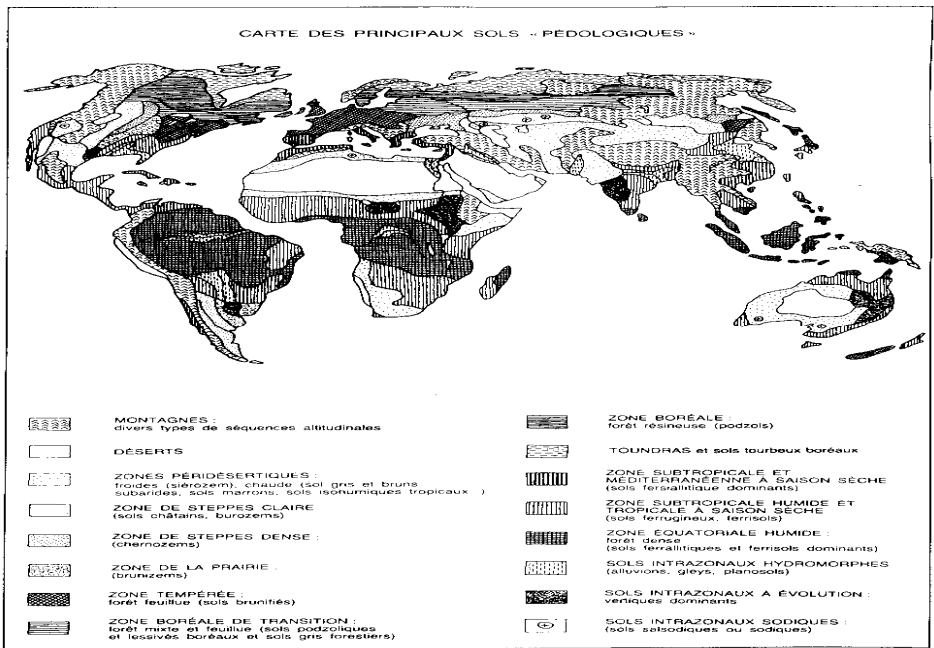 CARTE DES PRINCIPAUX SOLS « PÉDOLOGIQUES »
MONTAGNES :
divers types de séquences altitudinales
DÉSERTS
ZONES PÉRIDÉSERTIQUES :
froides (siérozem), chaude (sol gris et bruns
subarides, sols marrons, sols isohumiques tropicaux )
ZONE DE STEPPES CLAIRE
(sols châtains, burozems)
ZONE DE STEPPES DENSE :
(chernozems)
ZONE DE LA PRAIRIE :
(brunizems)
ZONE TEMPÉRÉE :
forêt feuillue (sols brunifiés)
ZONE BORÉALE DE TRANSITION :
forêt mixte et feuillue (sols podzoliques
et lessivés boréaux et sols gris forestiers)
ZONE BORÉALE :
forêt résineuse (podzols)
TOUNDRAS et sols tourbeux boréaux
ZONE SUBTROPICALE ET
MÉDITERRANÉENNE À SAISON SÈCHE
(sols fersialitique dominants)
ZONE SUBTROPICALE HUMIDE ET
TROPICALE À SAISON SÈCHE
(sols ferrugineux, ferrisols)
ZONE ÉQUATORIALE HUMIDE :
forêt dense
(sols ferrallitiques et ferrisols dominants)
SOLS INTRAZONAUX HYDROMORPHES
(alluvions, gleys, planosols)
SOLS INTRAZONAUX À ÉVOLUTION :
vertiques dominants
SOLS INTRAZONAUX SODIQUES :
(sols salsodiques ou sodiques)